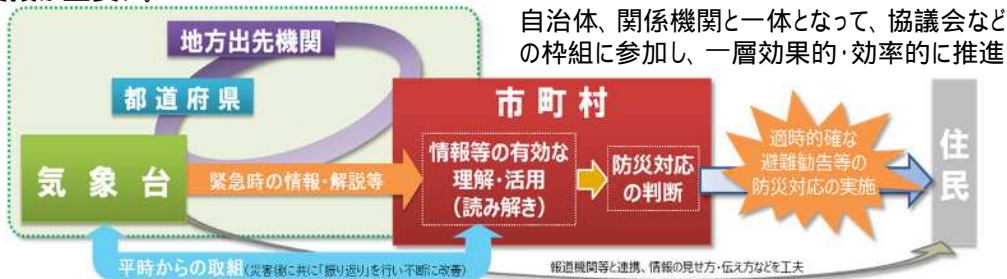 自治体、関係機関と一体となって、協議会など
の枠組に参加し、一層効果的・効率的に推進
地方出先機関
都道府県
気象台
緊急時の情報・解説等
市町村
情報等の有効な
理解・活用
(読み解き)
防災対応
の判断
適時的確な
避難勧告等の
防災対応の実施
住民
平時からの取組(災害後に共に「振り返り」を行い不断に改善)
報道機関等と連携、情報の見せ方・伝え方などを工夫